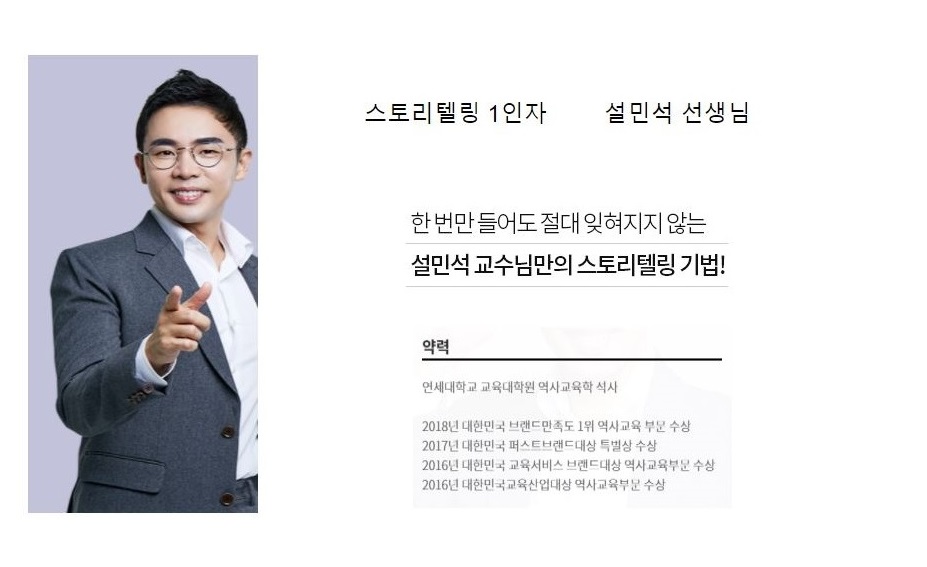 스토리텔링 1인자 설민석 선생님
한 번만 들어도 절대 잊혀지지 않는
설민석 교수님만의 스토리텔링 기법!
약력
연세대학교 교육대학원 역사교육학 석사
2018년 대한민국 브랜드만족도 1위 역사교육 부문 수상
2017년 대한민국 퍼스트브랜드대상 특별상 수상
2016년 대한민국 교육서비스 브랜드대상 역사교육부문 수상
2016년 대한민국교육산업대상 역사교육부문 수상